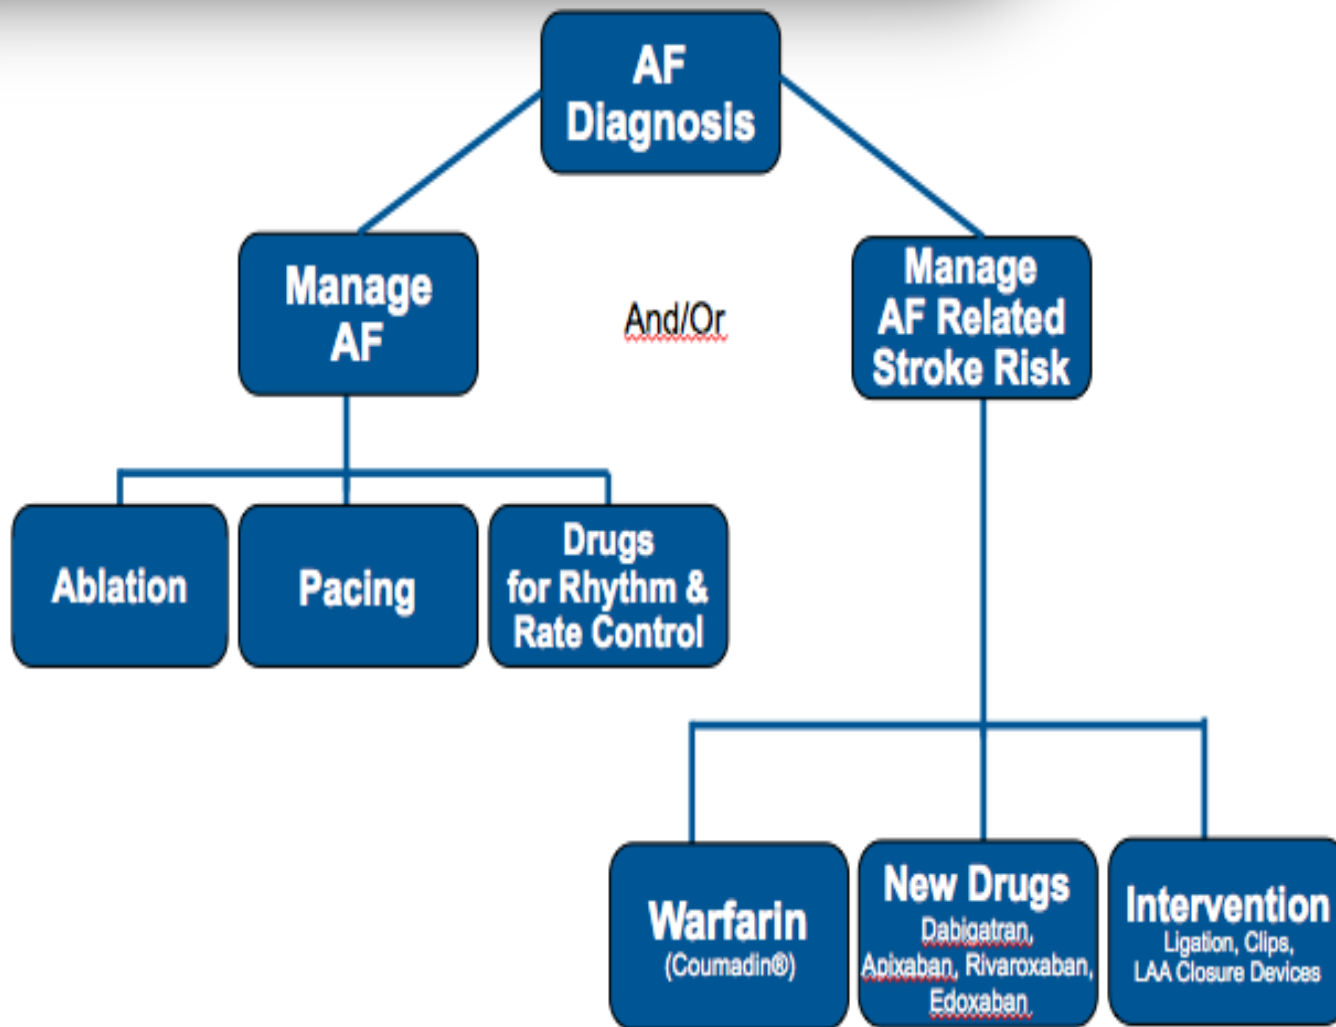 AF
Diagnosis
Manage
AF
And/Or
Manage
AF Related
Stroke Risk
Ablation
Pacing
Drugs
for Rhythm &
Rate Control
Warfarin
(Coumadin®)
New Drugs
Dabigatran,
Apixaban, Rivaroxaban,
Edoxaban
Intervention
Ligation, Clips,
LAA Closure Devices